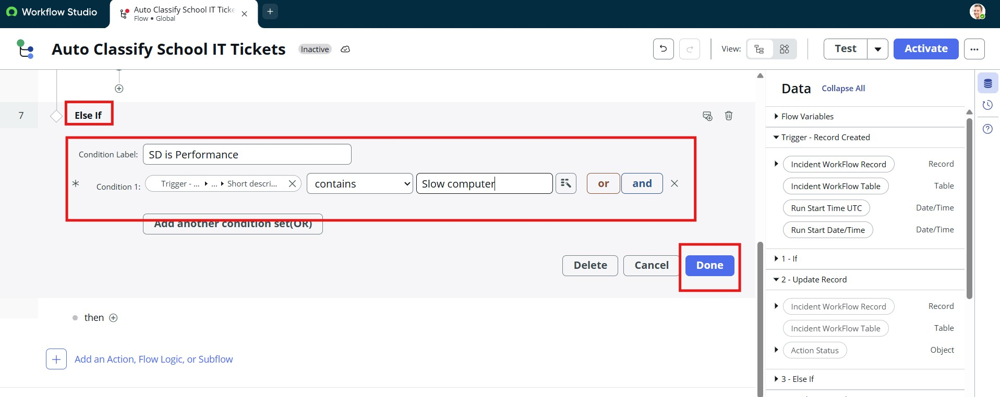 Workflow Studio
Auto Classify School IT Ticke
Flow • Global
Auto Classify School IT Tickets
Inactive
View:
Test
Activate
7
Else If
Condition Label:
SD is Performance
* Condition 1:
Trigger - ... ▸ ... ▸ Short descri...
contains
Slow computer
or
and
Add another condition set(OR)
Delete
Cancel
Done
then
Add an Action, Flow Logic, or Subflow
Data
Collapse All
Flow Variables
Trigger - Record Created
Incident WorkFlow Record Record
Incident WorkFlow Table Table
Run Start Time UTC Date/Time
Run Start Date/Time Date/Time
1 - If
2 - Update Record
Incident WorkFlow Record Record
Incident WorkFlow Table Table
Action Status Object
3 - Else If